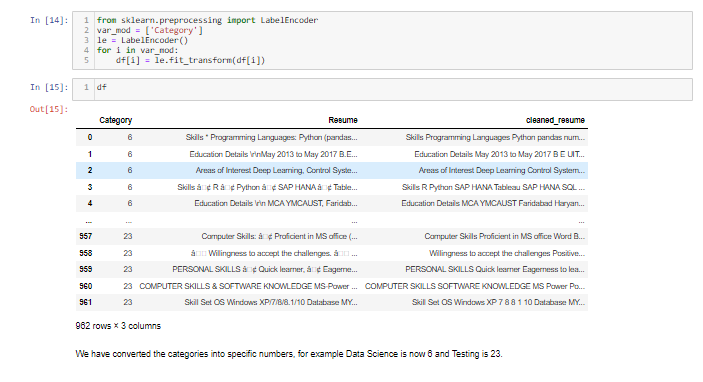 In [14]:
1 from sklearn.preprocessing import LabelEncoder
2 var_mod = ['Category']
3 le = LabelEncoder()
4 for i in var_mod:
5 df[i] = le.fit_transform(df[i])
In [15]:
1 df
Out[15]:
Category Resume cleaned_resume
0 6 Skills * Programming Languages: Python (pandas... Skills Programming Languages Python pandas num...
1 6 Education Details \r\nMay 2013 to May 2017 B.E... Education Details May 2013 to May 2017 B E UIT...
2 6 Areas of Interest Deep Learning, Control Syste... Areas of Interest Deep Learning Control System...
3 6 Skills â¢ R â¢ Python â¢ SAP HANA â¢ Table... Skills R Python SAP HANA Tableau SAP HANA SQL...
4 6 Education Details \r\n MCA YMCAUST, Faridab... Education Details MCA YMCAUST Faridabad Haryan...
... ... ... ...
957 23 Computer Skills: â¢ Proficient in MS office (... Computer Skills Proficient in MS office Word B...
958 23 â Willingness to accept the challenges. â ... Willingness to accept the challenges Positive...
959 23 PERSONAL SKILLS â¢ Quick learner, â¢ Eagerne... PERSONAL SKILLS Quick learner Eagerness to lea...
960 23 COMPUTER SKILLS & SOFTWARE KNOWLEDGE MS-Power ... COMPUTER SKILLS SOFTWARE KNOWLEDGE MS Power Po...
961 23 Skill Set OS Windows XP/7/8/8.1/10 Database MY... Skill Set OS Windows XP 7 8 8 1 10 Database MY...
962 rows × 3 columns
We have converted the categories into specific numbers, for example Data Science is now 6 and Testing is 23.